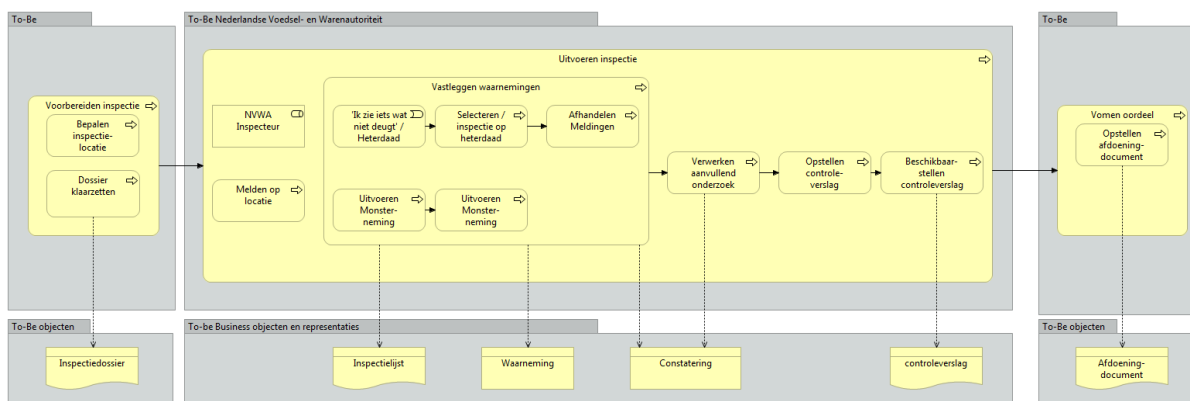 To-Be
To-Be Nederlandse Voedsel- en Warenautoriteit
To-Be
Uitvoeren inspectie
Vastleggen waarnemingen
Voorbereiden inspectie
Bepalen
inspectie-
locatie
Dossier
klaarzetten
NVWA
Inspecteur
Melden op
locatie
'Ik zie iets wat
niet deugt' /
Heterdaad
Selecteren /
inspectie op
heterdaad
Afhandelen
Meldingen
Uitvoeren
Monster-
neming
Uitvoeren
Monster-
neming
Verwerken
aanvullend
onderzoek
Opstellen
controle-
verslag
Beschikbaar-
stellen
controleverslag
Vomen oordeel
Opstellen
afdoening-
document
To-Be objecten
To-be Business objecten en representaties
To-Be objecten
Inspectiedossier
Inspectielijst
Waarneming
Constatering
controleverslag
Afdoening-
document